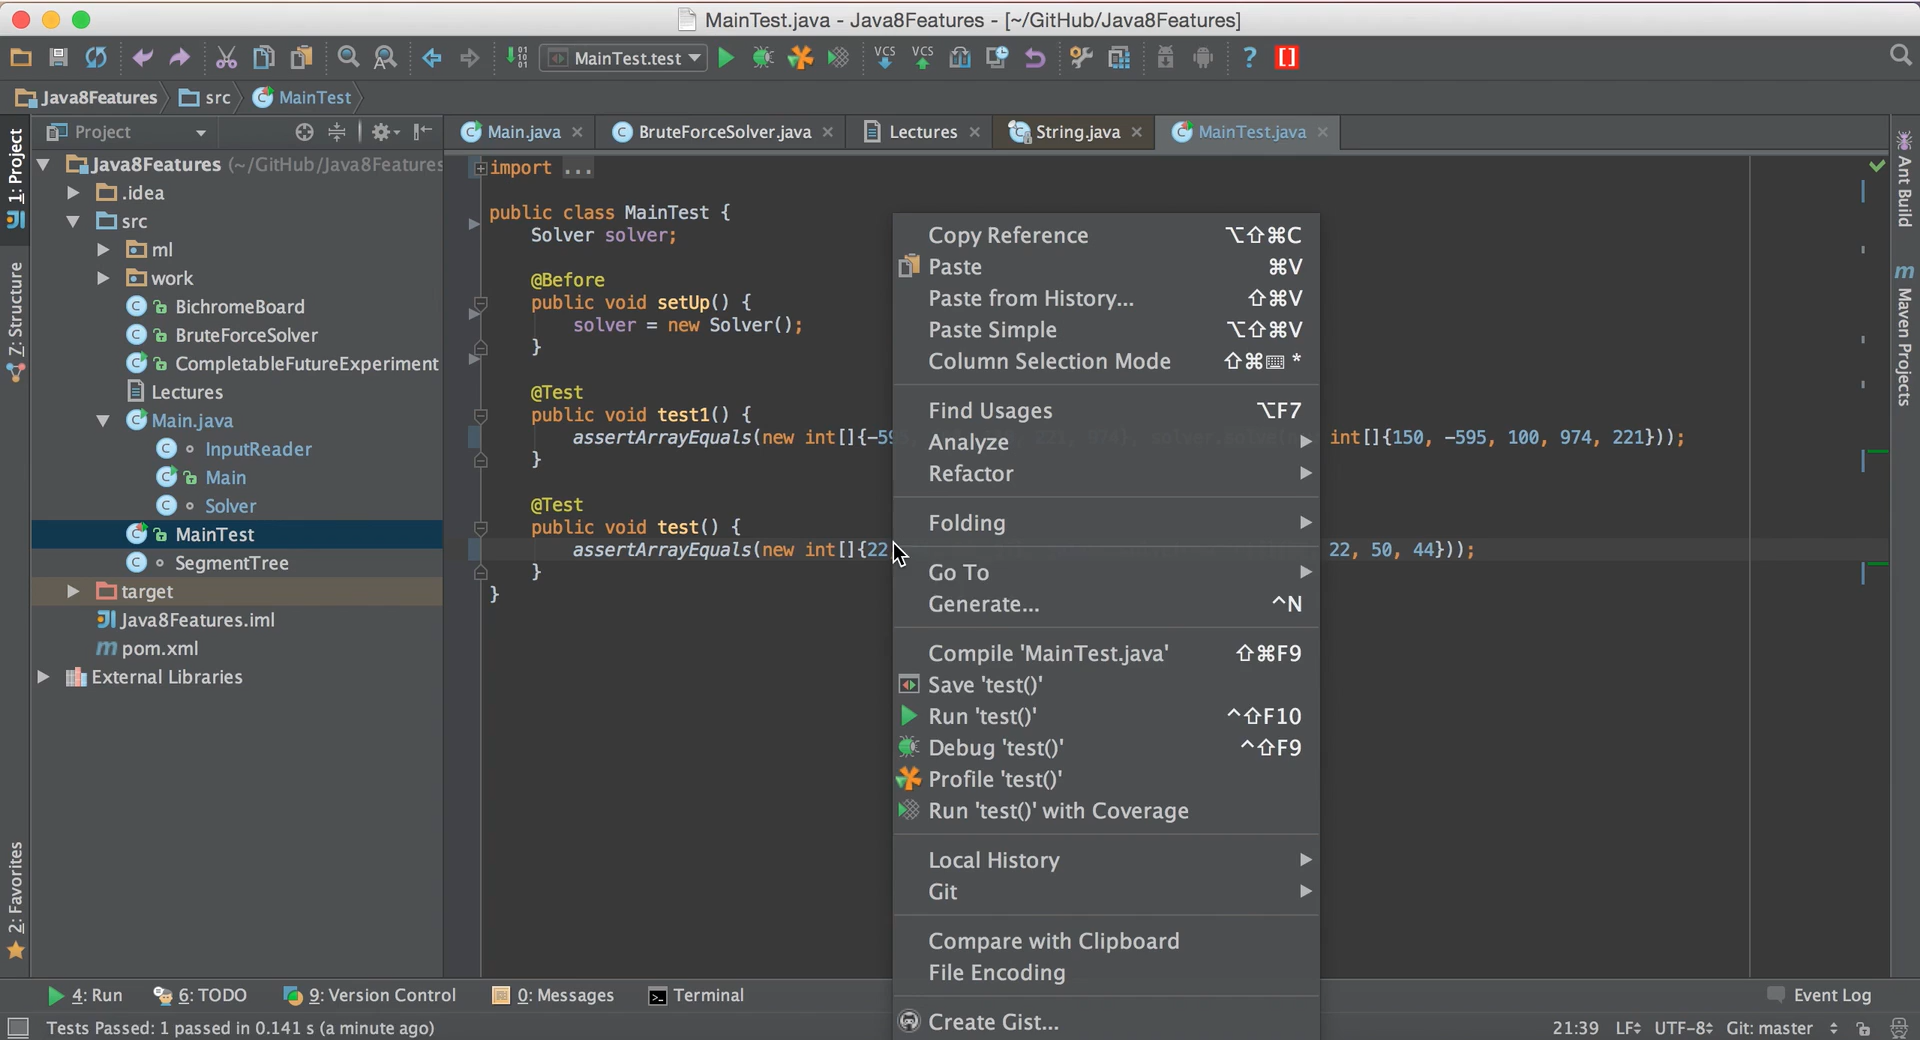 MainTest.java - Java8Features - [~/GitHub/Java8Features]
MainTest.test
VCS
VCS
?
Java8Features
src
MainTest
Project
Main.java
BruteForceSolver.java
Lectures
String.java
MainTest.java
1: Project
Z: Structure
2: Favorites
Java8Features (~/GitHub/Java8Features
.idea
src
ml
work
BichromeBoard
BruteForceSolver
CompletableFutureExperiment
Lectures
Main.java
InputReader
Main
Solver
MainTest
SegmentTree
target
Java8Features.iml
pom.xml
External Libraries
import ...
public class MainTest {
Solver solver;
@Before
public void setUp() {
solver = new Solver();
}
@Test
public void test1() {
assertArrayEquals(new int[]{-595 int[]{150, -595, 100, 974, 221}));
}
@Test
public void test() {
assertArrayEquals(new int[]{22 22, 50, 44}));
}
}
Copy Reference ⌥⇧⌘C
Paste ⌘V
Paste from History... ⇧⌘V
Paste Simple ⌥⇧⌘V
Column Selection Mode ⇧⌘⌨ *
Find Usages ⌥F7
Analyze
Refactor
Folding
Go To
Generate... ^N
Compile 'MainTest.java' ⇧⌘F9
Save 'test()'
Run 'test()' ^⇧F10
Debug 'test()' ^⇧F9
Profile 'test()'
Run 'test()' with Coverage
Local History
Git
Compare with Clipboard
File Encoding
Create Gist...
Ant Build
Maven Projects
4: Run
6: TODO
9: Version Control
0: Messages
Terminal
Event Log
Tests Passed: 1 passed in 0.141 s (a minute ago)
21:39
LF
UTF-8
Git: master